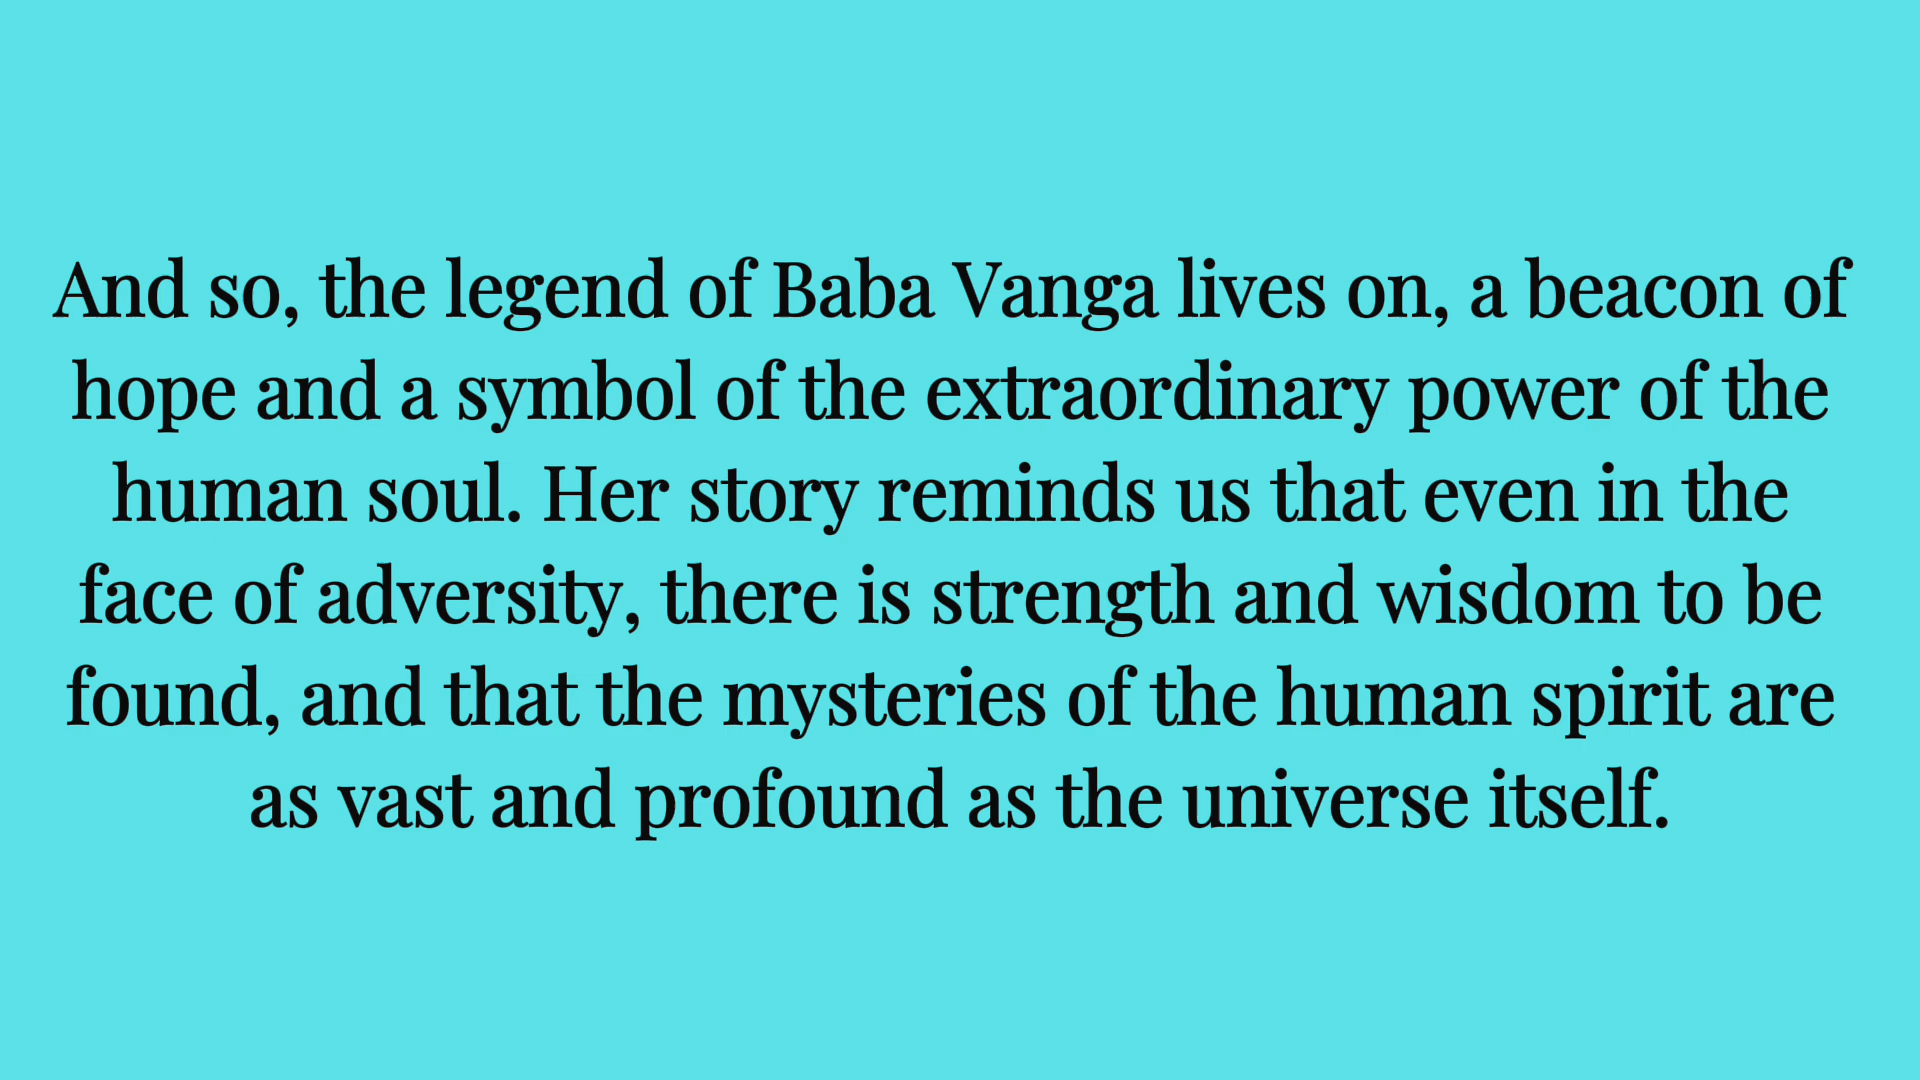 And so, the legend of Baba Vanga lives on, a beacon of
hope and a symbol of the extraordinary power of the
human soul. Her story reminds us that even in the
face of adversity, there is strength and wisdom to be
found, and that the mysteries of the human spirit are
as vast and profound as the universe itself.